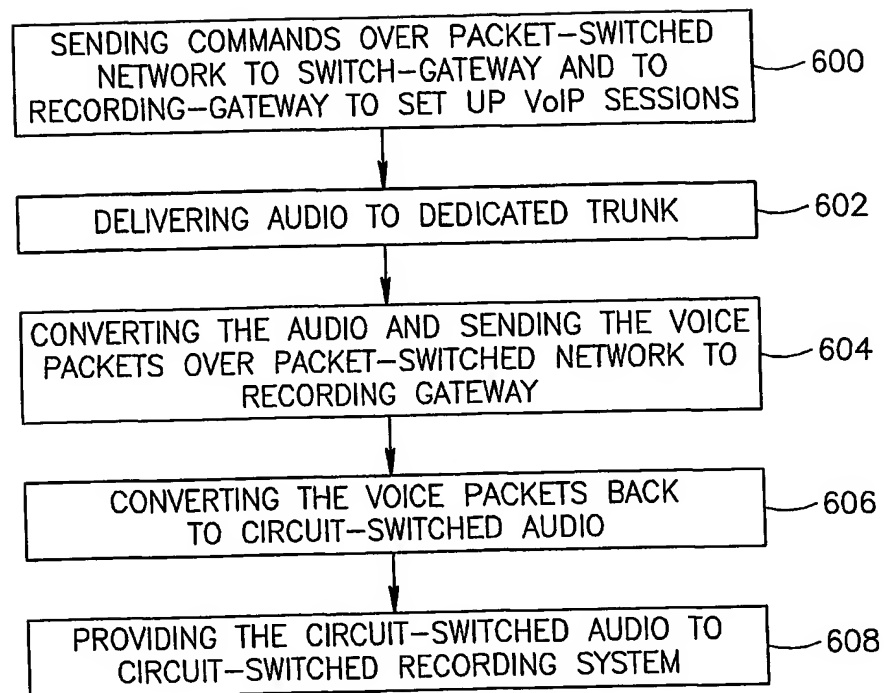 SENDING COMMANDS OVER PACKET-SWITCHED
NETWORK TO SWITCH-GATEWAY AND TO
RECORDING-GATEWAY TO SET UP VoIP SESSIONS
600
DELIVERING AUDIO TO DEDICATED TRUNK
602
CONVERTING THE AUDIO AND SENDING THE VOICE
PACKETS OVER PACKET-SWITCHED NETWORK TO
RECORDING GATEWAY
604
CONVERTING THE VOICE PACKETS BACK
TO CIRCUIT-SWITCHED AUDIO
606
PROVIDING THE CIRCUIT-SWITCHED AUDIO TO
CIRCUIT-SWITCHED RECORDING SYSTEM
608